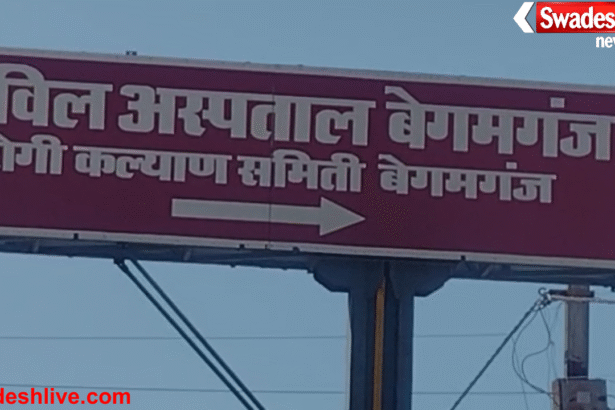 Swades
news
विल अस्पताल बेगमगंज
ोगी कल्याण समिती बेगमगंज
deshlive.com